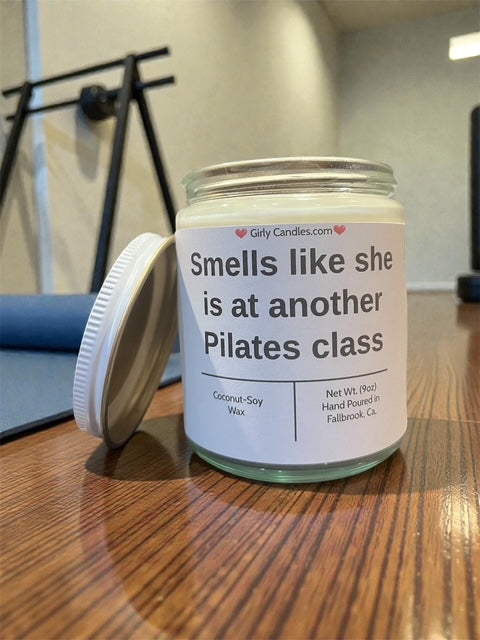 ❤ Girly Candles.com ❤
Smells like she
is at another
Pilates class
Coconut-Soy
Wax
Net Wt. (9oz)
Hand Poured in
Fallbrook, Ca.